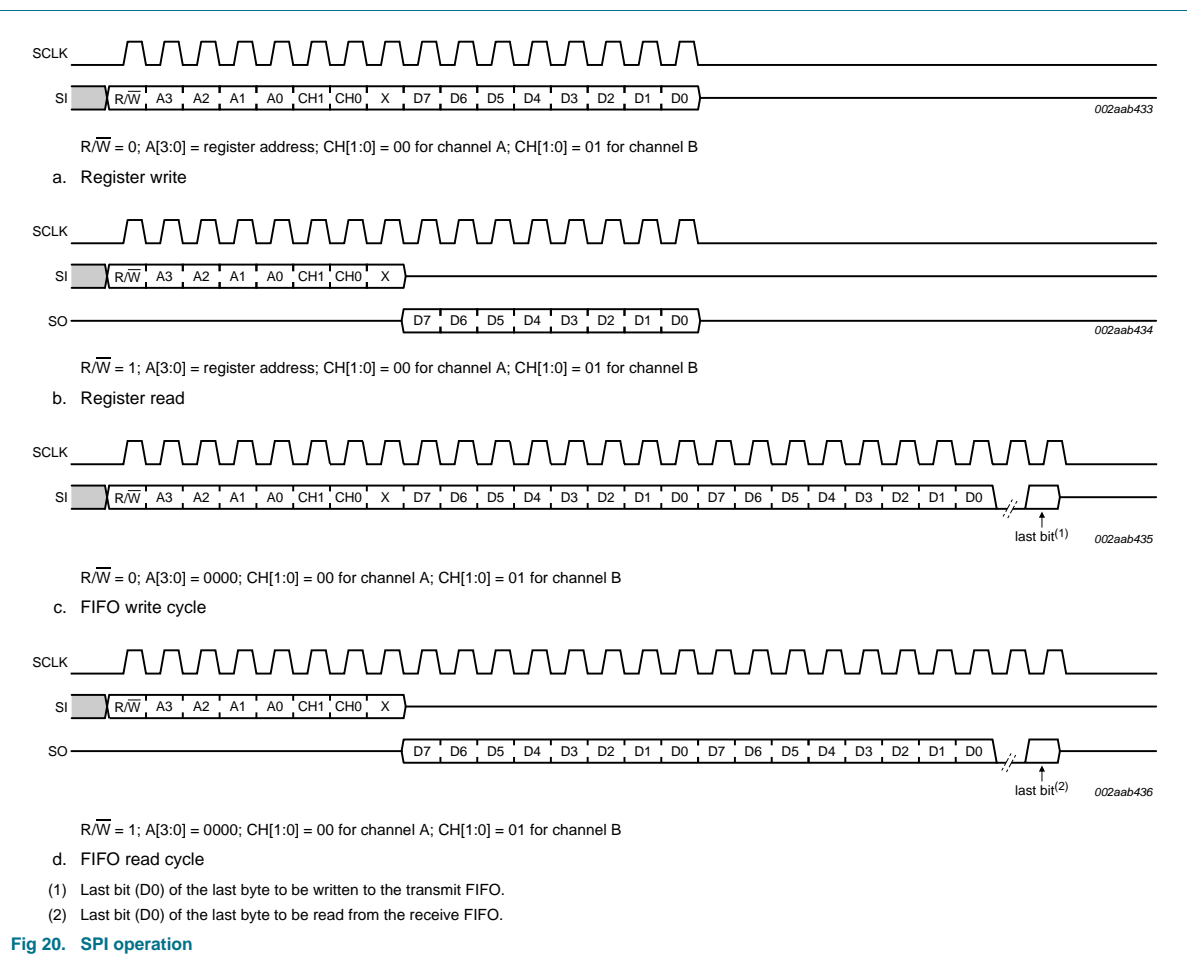 SCLK
SI R/W A3 A2 A1 A0 CH1 CH0 X D7 D6 D5 D4 D3 D2 D1 D0
002aab433
R/W = 0; A[3:0] = register address; CH[1:0] = 00 for channel A; CH[1:0] = 01 for channel B
a. Register write
SCLK
SI R/W A3 A2 A1 A0 CH1 CH0 X
SO D7 D6 D5 D4 D3 D2 D1 D0
002aab434
R/W = 1; A[3:0] = register address; CH[1:0] = 00 for channel A; CH[1:0] = 01 for channel B
b. Register read
SCLK
SI R/W A3 A2 A1 A0 CH1 CH0 X D7 D6 D5 D4 D3 D2 D1 D0 D7 D6 D5 D4 D3 D2 D1 D0
last bit(1) 002aab435
R/W = 0; A[3:0] = 0000; CH[1:0] = 00 for channel A; CH[1:0] = 01 for channel B
c. FIFO write cycle
SCLK
SI R/W A3 A2 A1 A0 CH1 CH0 X
SO D7 D6 D5 D4 D3 D2 D1 D0 D7 D6 D5 D4 D3 D2 D1 D0
last bit(2) 002aab436
R/W = 1; A[3:0] = 0000; CH[1:0] = 00 for channel A; CH[1:0] = 01 for channel B
d. FIFO read cycle
(1) Last bit (D0) of the last byte to be written to the transmit FIFO.
(2) Last bit (D0) of the last byte to be read from the receive FIFO.
Fig 20. SPI operation